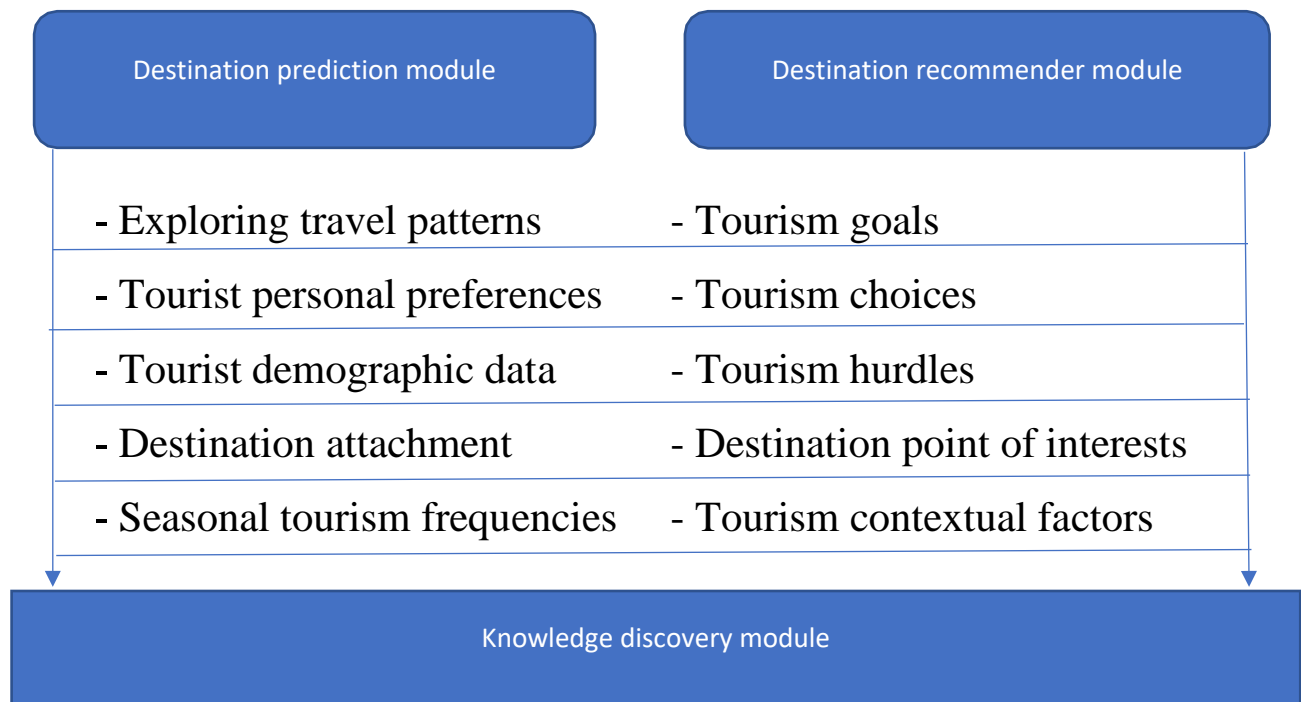 Destination prediction module
Destination recommender module
- Exploring travel patterns
- Tourism goals
- Tourist personal preferences
- Tourism choices
- Tourist demographic data
- Tourism hurdles
- Destination attachment
- Destination point of interests
- Seasonal tourism frequencies
- Tourism contextual factors
Knowledge discovery module